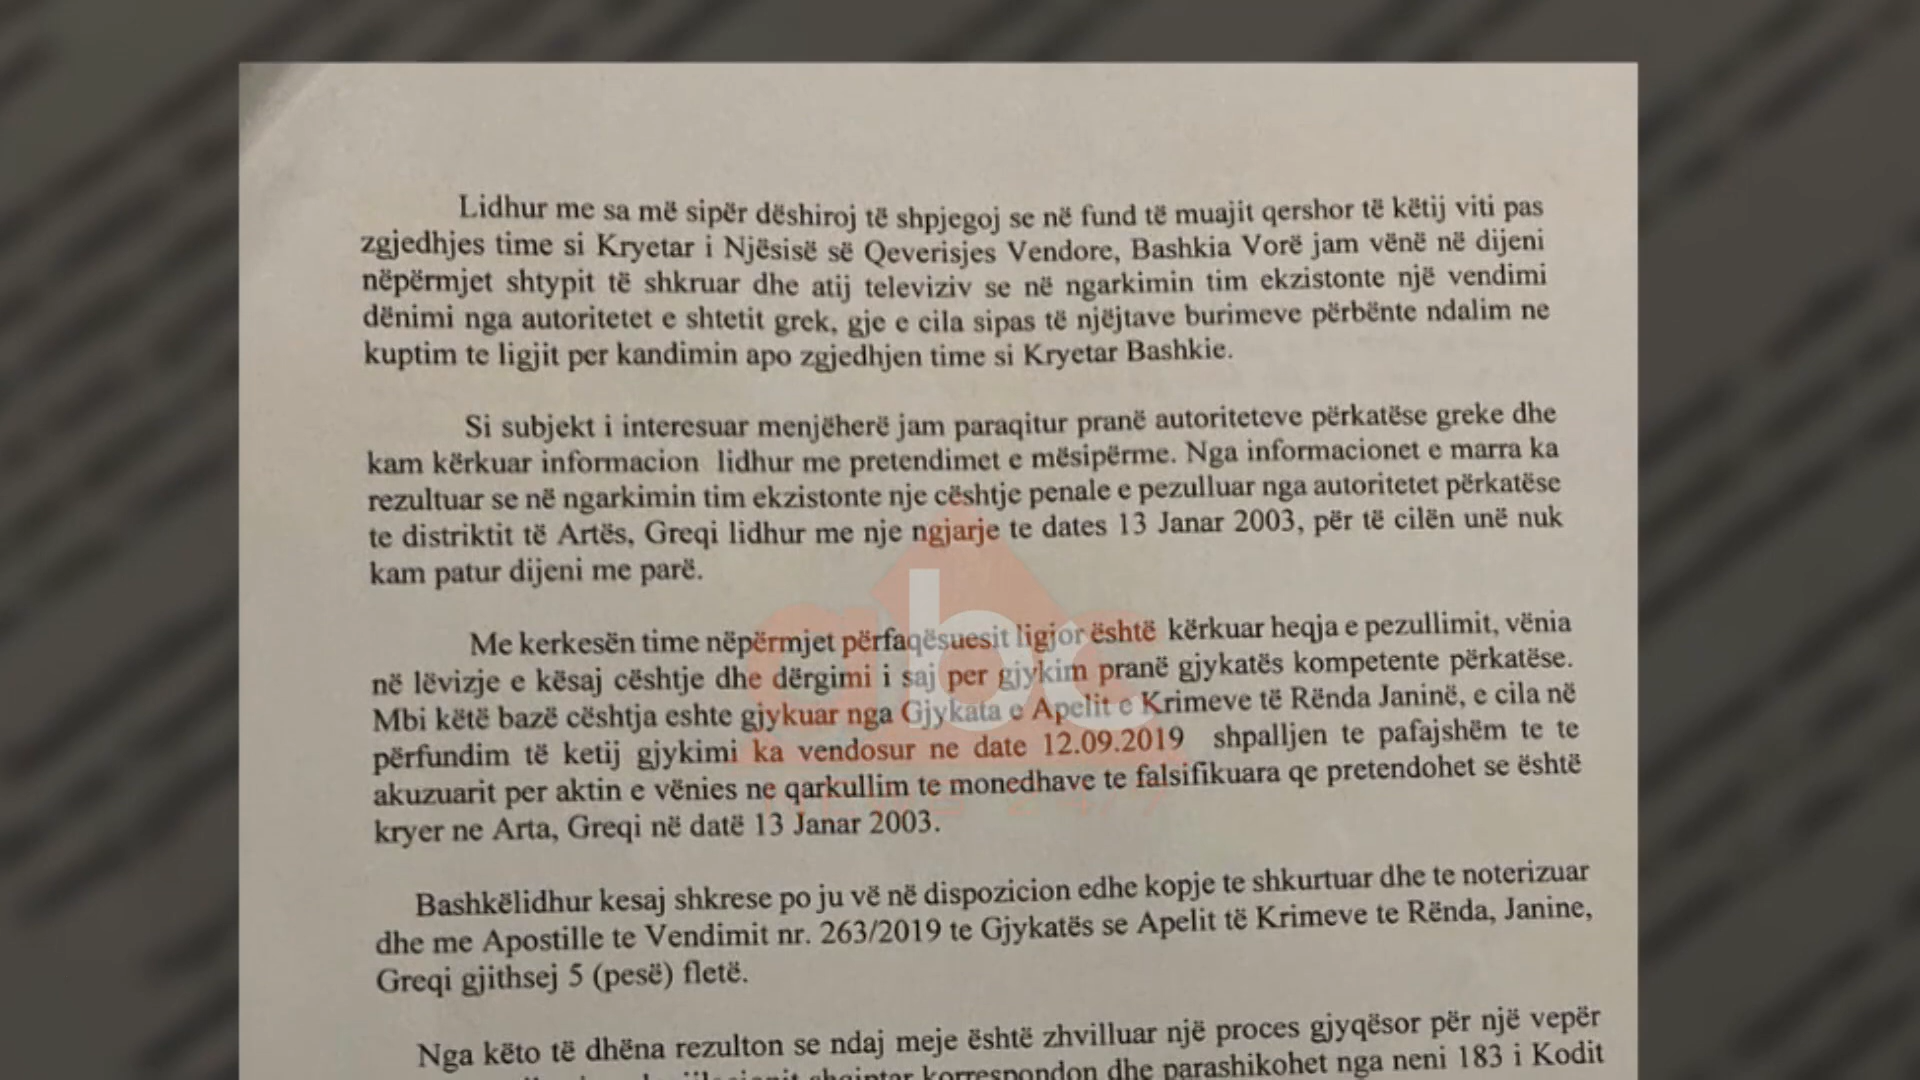 Lidhur me sa më sipër dëshiroj të shpjegoj se në fund të muajit qershor të këtij viti pas
zgjedhjes time si Kryetar i Njësisë së Qeverisjes Vendore, Bashkia Vorë jam vënë në dijeni
nëpërmjet shtypit të shkruar dhe atij televiziv se në ngarkimin tim ekzistonte një vendimi
dënimi nga autoritetet e shtetit grek, gje e cila sipas të njëjtave burimeve përbënte ndalim ne
kuptim te ligjit per kandimin apo zgjedhjen time si Kryetar Bashkie.
Si subjekt i interesuar menjëherë jam paraqitur pranë autoriteteve përkatëse greke dhe
kam kërkuar informacion lidhur me pretendimet e mësipërme. Nga informacionet e marra ka
rezultuar se në ngarkimin tim ekzistonte nje cështje penale e pezulluar nga autoritetet përkatëse
te distriktit të Artës, Greqi lidhur me nje ngjarje te dates 13 Janar 2003, për të cilën unë nuk
kam patur dijeni me parë.
Me kerkesën time nëpërmjet përfaqësuesit ligjor është kërkuar heqja e pezullimit, vënia
në lëvizje e kësaj cështje dhe dërgimi i saj per gjykim pranë gjykatës kompetente përkatëse.
Mbi këtë bazë cështja eshte gjykuar nga Gjykata e Apelit e Krimeve të Rënda Janinë, e cila në
përfundim të ketij gjykimi ka vendosur ne date 12.09.2019 shpalljen te pafajshëm te te
akuzuarit per aktin e vënies ne qarkullim te monedhave te falsifikuara qe pretendohet se është
kryer ne Arta, Greqi në datë 13 Janar 2003.
Bashkëlidhur kesaj shkrese po ju vë në dispozicion edhe kopje te shkurtuar dhe te noterizuar
dhe me Apostille te Vendimit nr. 263/2019 te Gjykatës se Apelit të Krimeve te Rënda, Janine,
Greqi gjithsej 5 (pesë) fletë.
Nga këto të dhëna rezulton se ndaj meje është zhvilluar një proces gjyqësor për një vepër
shqiptar korrespondon dhe parashikohet nga neni 183 i Kodit
abc